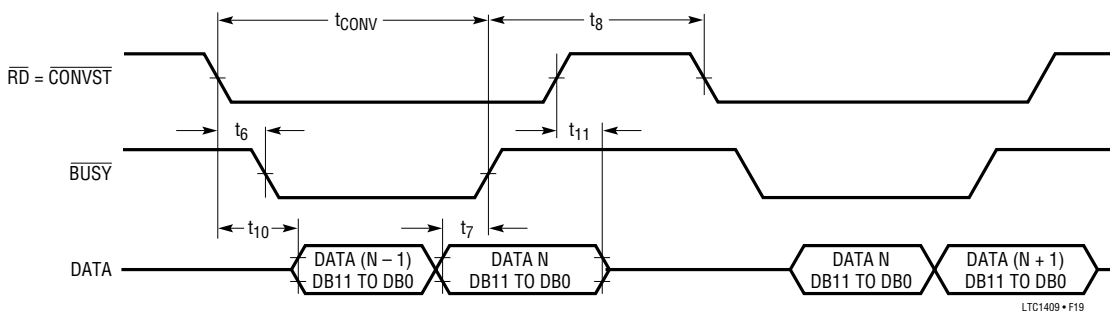 tCONV
t8
RD = CONVST
t6
t11
BUSY
t10
t7
DATA
DATA (N – 1)
DB11 TO DB0
DATA N
DB11 TO DB0
DATA N
DB11 TO DB0
DATA (N + 1)
DB11 TO DB0
LTC1409 • F19